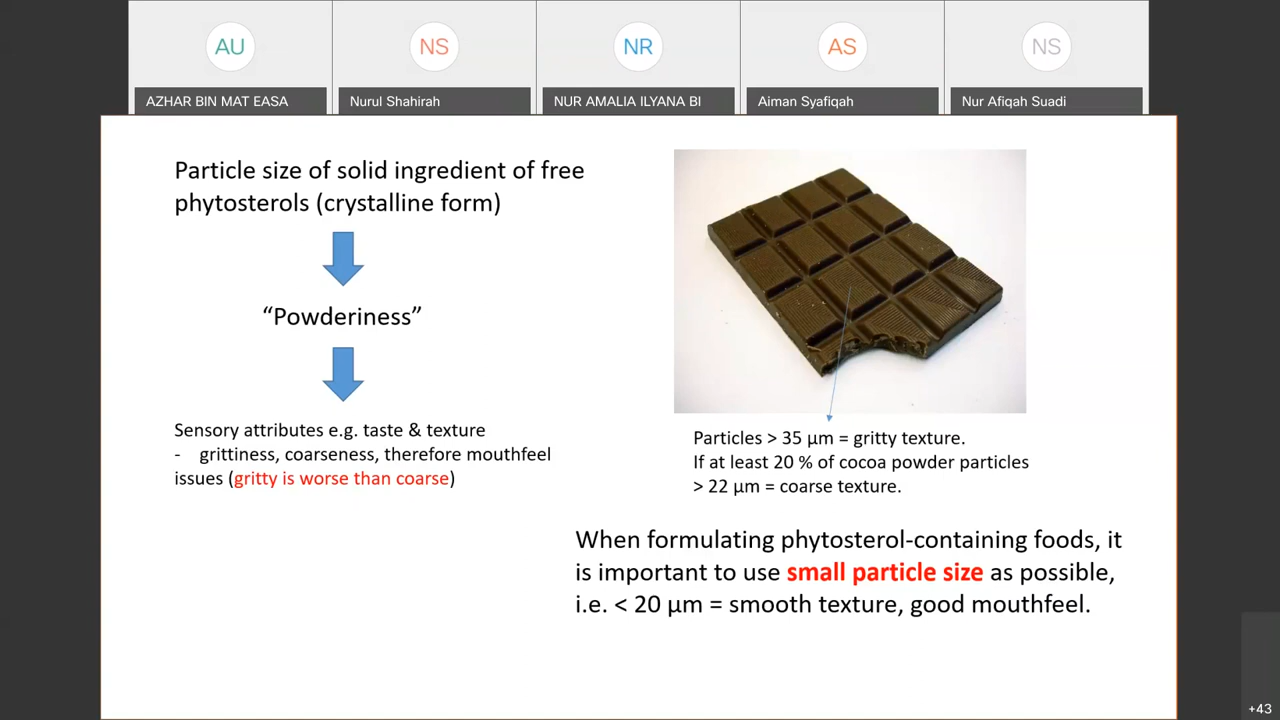 AU
NS
NR
AS
NS
AZHAR BIN MAT EASA
Nurul Shahirah
NUR AMALIA ILYANA BI
Aiman Syafiqah
Nur Afiqah Suadi
Particle size of solid ingredient of free
phytosterols (crystalline form)
“Powderiness”
Sensory attributes e.g. taste & texture
- grittiness, coarseness, therefore mouthfeel
issues (gritty is worse than coarse)
Particles > 35 µm = gritty texture.
If at least 20 % of cocoa powder particles
> 22 µm = coarse texture.
When formulating phytosterol-containing foods, it
is important to use small particle size as possible,
i.e. < 20 µm = smooth texture, good mouthfeel.
+43